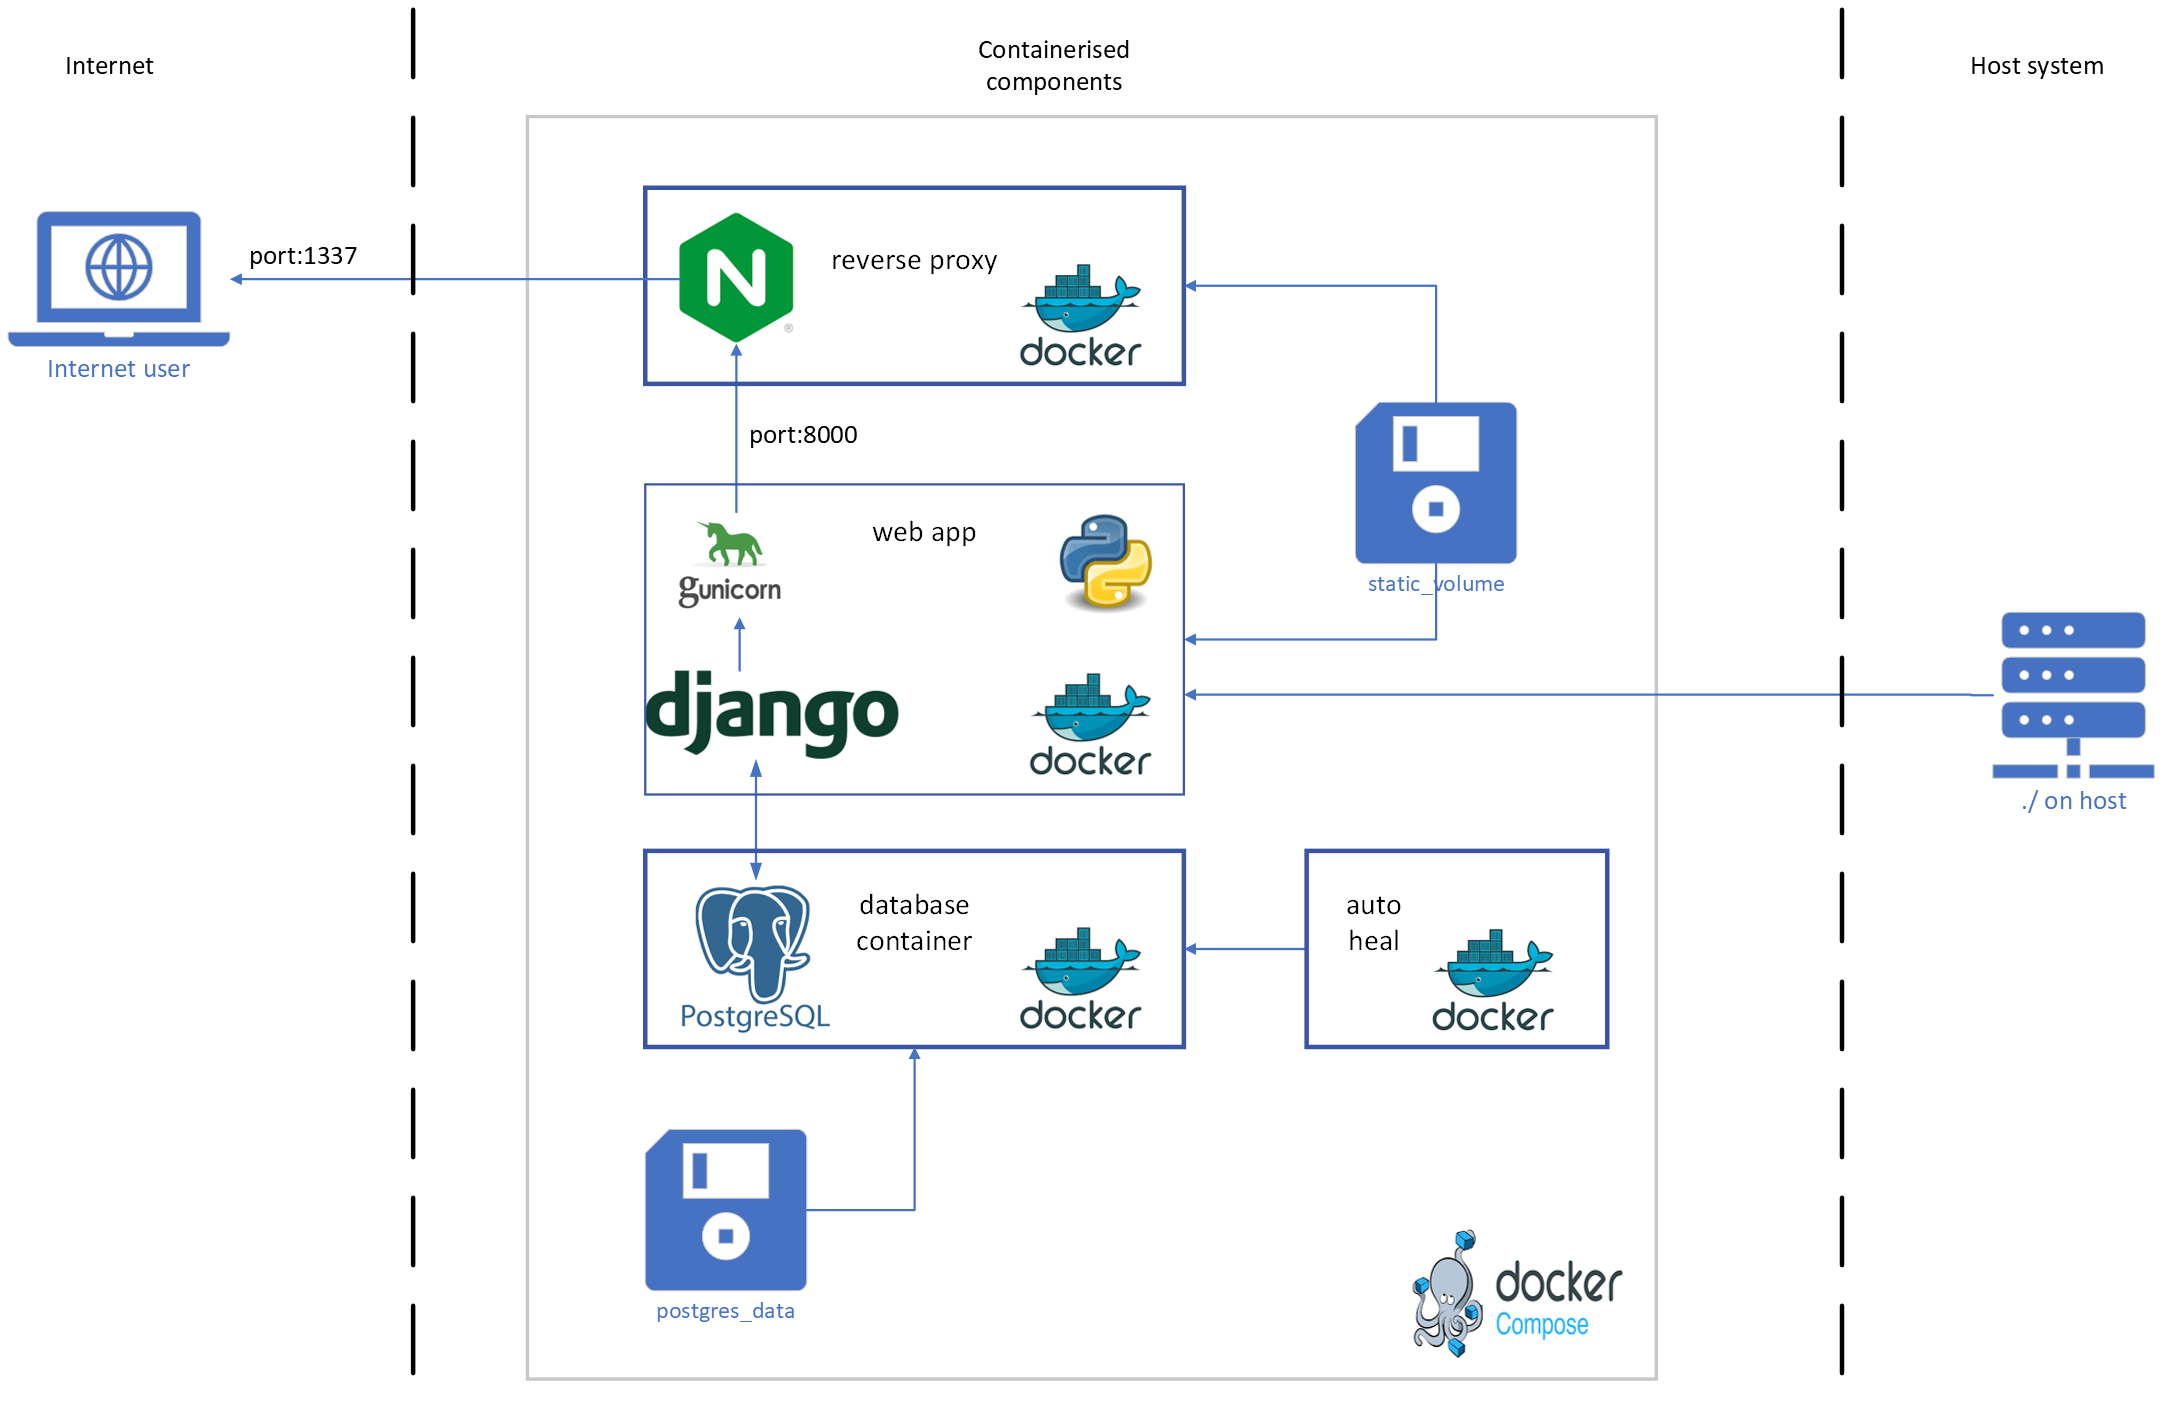 Internet
Containerised
components
Host system
port:1337
Internet user
N
®
reverse proxy
docker
port:8000
gunicorn
web app
static_volume
django
docker
./ on host
PostgreSQL
database
container
docker
auto
heal
docker
postgres_data
docker
Compose